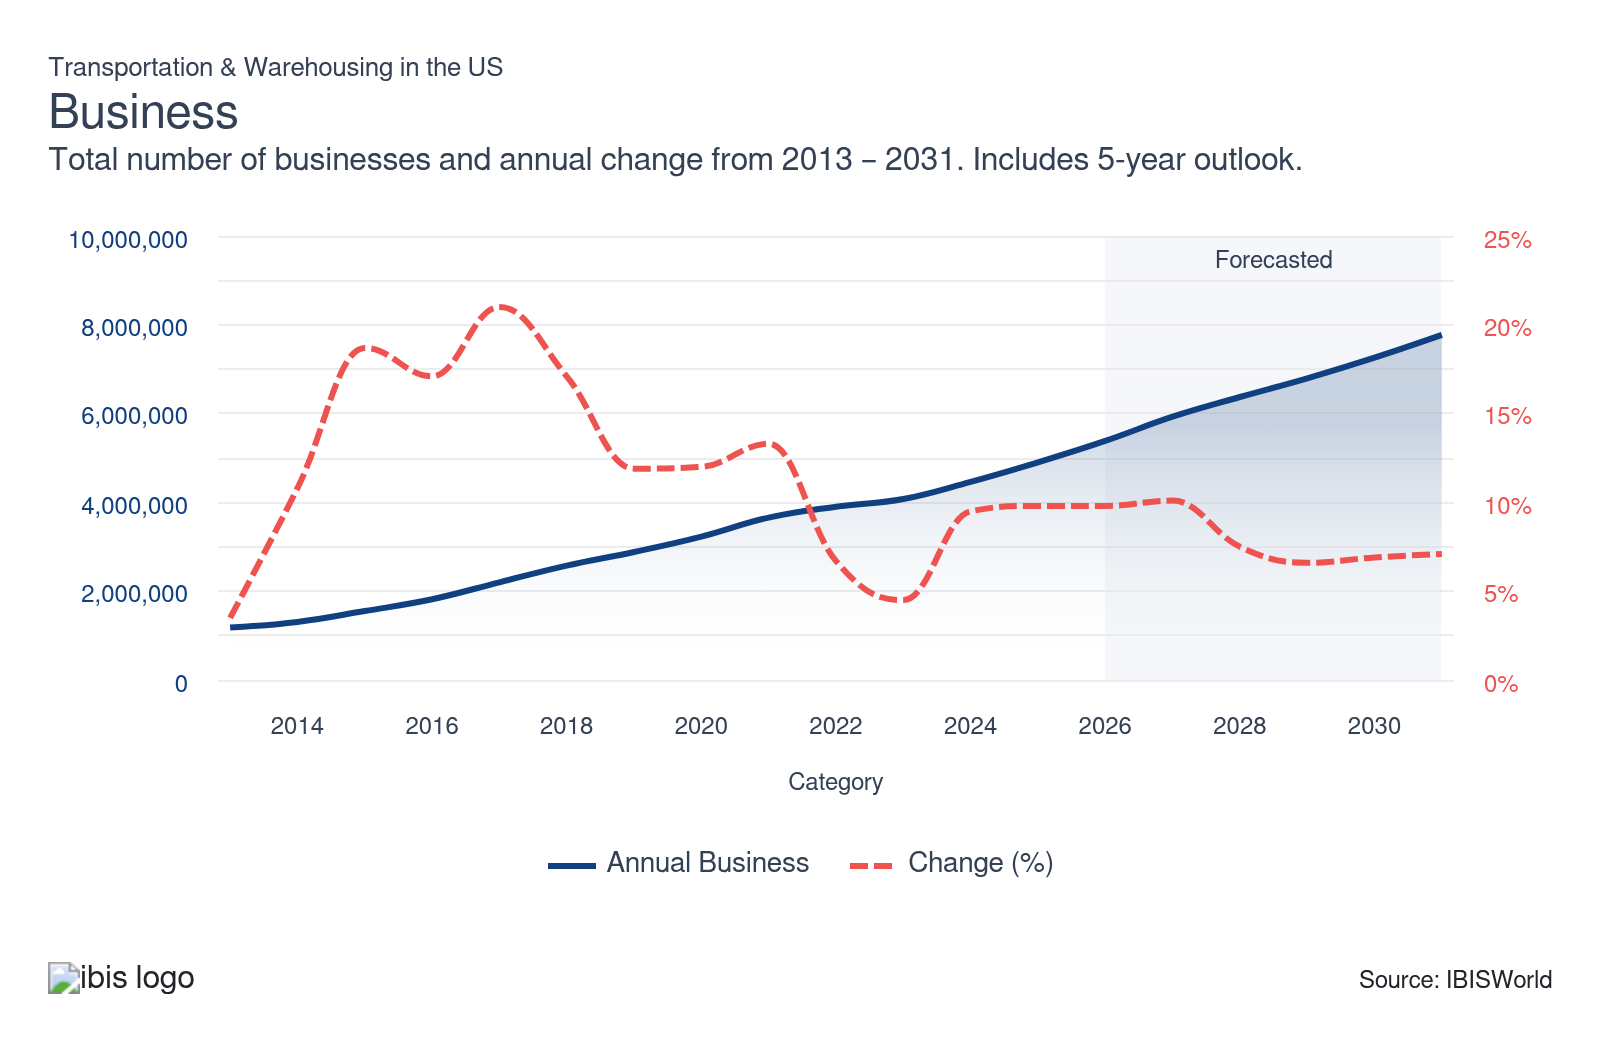 Transportation & Warehousing in the US
Business
Total number of businesses and annual change from 2013 – 2031. Includes 5-year outlook.
10,000,000
8,000,000
6,000,000
4,000,000
2,000,000
0
Forecasted
25%
20%
15%
10%
5%
0%
2014 2016 2018 2020 2022 2024 2026 2028 2030
Category
Annual Business Change (%)
ibis logo
Source: IBISWorld